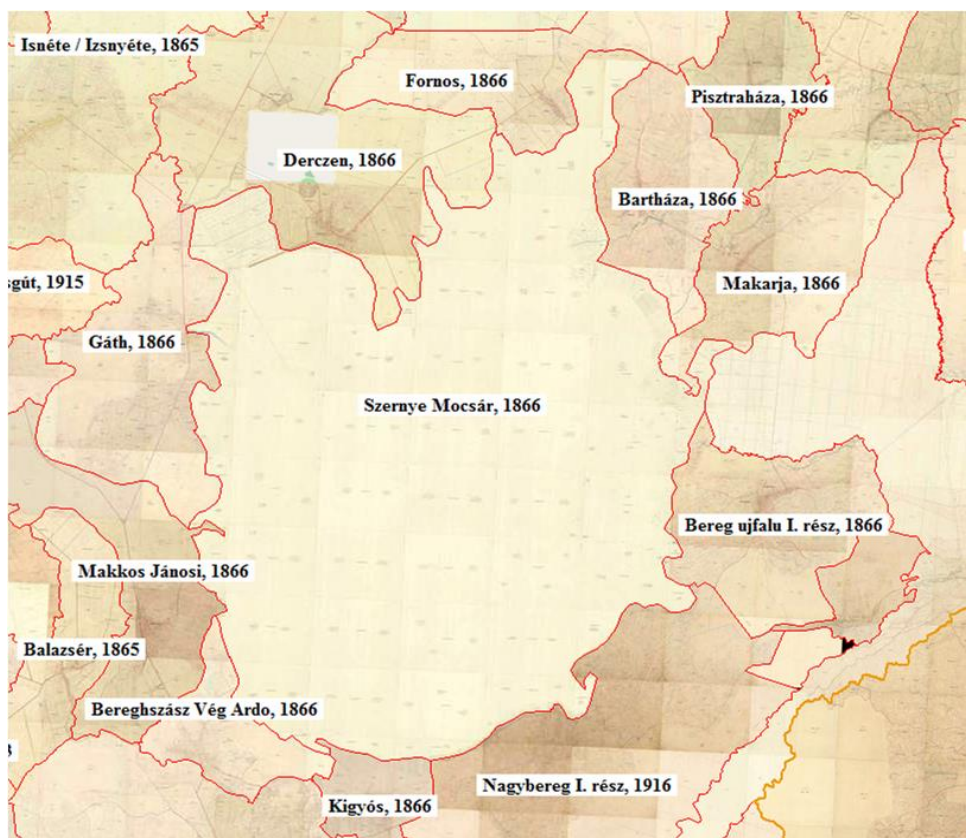 Isnéte / Izsnyéte, 1865
Fornos, 1866
Pisztraháza, 1866
Derczen, 1866
Bartháza, 1866
sgút, 1915
Makarja, 1866
Gáth, 1866
Szernye Mocsár, 1866
Bereg ujfalu I. rész, 1866
Makkos Jánosi, 1866
Balazsér, 1865
Bereghszász Vég Ardo, 1866
Nagybereg I. rész, 1916
Kigyós, 1866